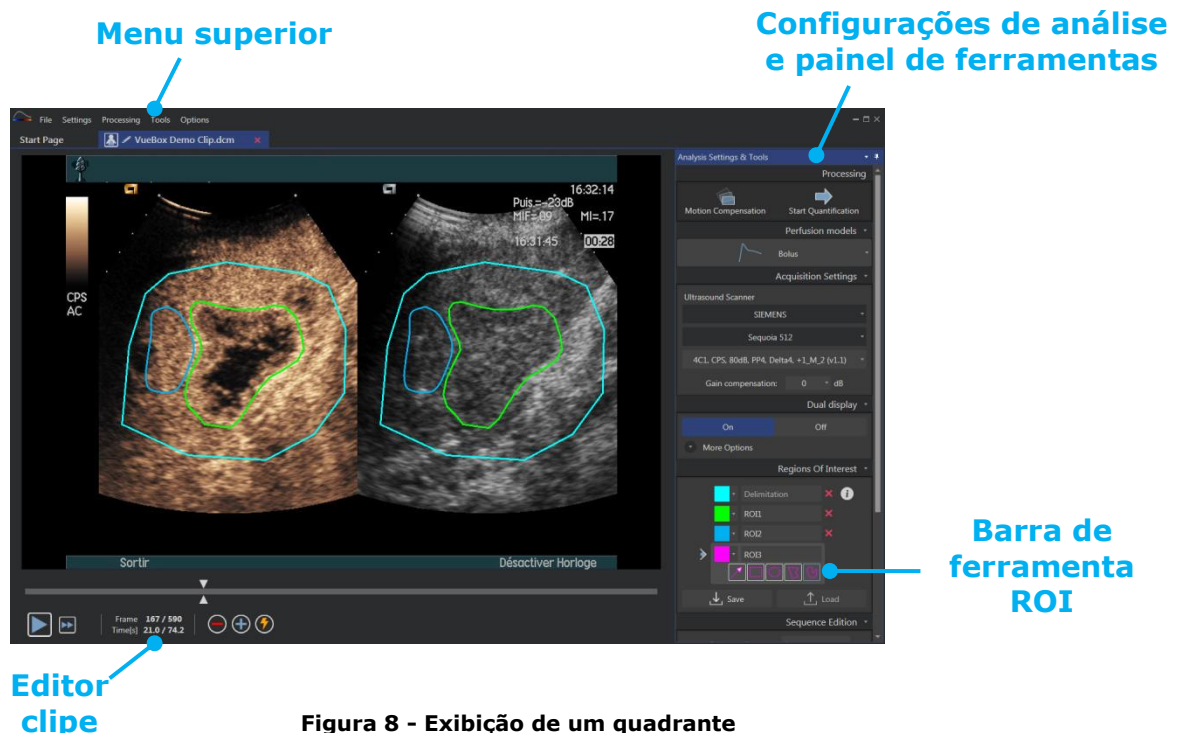 Menu superior
Configurações de análise
e painel de ferramentas
File Settings Processing Tools Options
Start Page
VueBox Demo Clip.dcm
16:32:14
Puis.=-23dB
MIF=.09 MI=.17
16:31:45 00:28
CPS
AC
Sortir Désactiver Horloge
Frame 167 / 590
Time[s] 21.0 / 74.2
Analysis Settings & Tools
Processing
Motion Compensation Start Quantification
Perfusion models
Bolus
Acquisition Settings
Ultrasound Scanner
SIEMENS
Sequoia 512
4C1, CPS, 80dB, PP4, Delta4, +1_M_2 (v1.1)
Gain compensation: 0 dB
Dual display
On Off
More Options
Regions Of Interest
Delimitation
ROI1
ROI2
ROI3
Save Load
Sequence Edition
Barra de
ferramenta
ROI
Editor
clipe
Figura 8 - Exibição de um quadrante